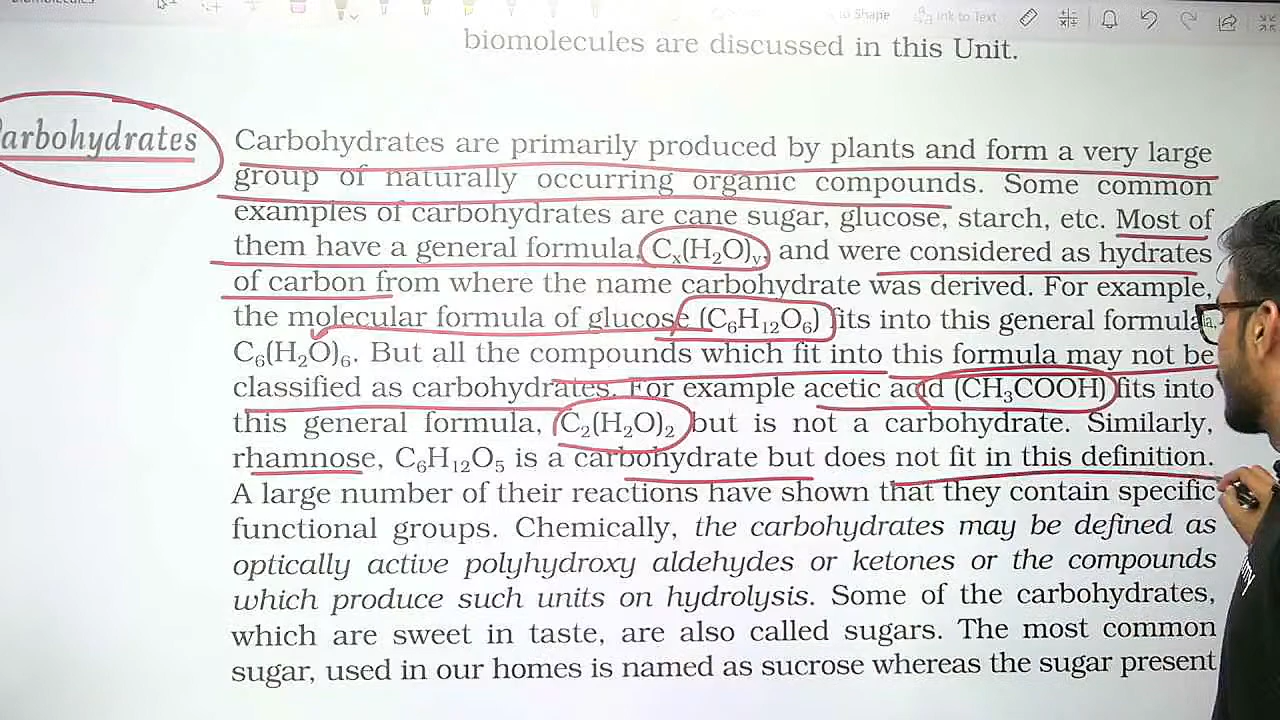 to Shape
Ink to Text
biomolecules are discussed in this Unit.
arbohydrates
Carbohydrates are primarily produced by plants and form a very large
group of naturally occurring organic compounds. Some common
examples of carbohydrates are cane sugar, glucose, starch, etc. Most of
them have a general formula, Cₓ(H₂O)ᵧ, and were considered as hydrates
of carbon from where the name carbohydrate was derived. For example,
the molecular formula of glucose (C₆H₁₂O₆) fits into this general formula,
C₆(H₂O)₆. But all the compounds which fit into this formula may not be
classified as carbohydrates. For example acetic acid (CH₃COOH) fits into
this general formula, C₂(H₂O)₂ but is not a carbohydrate. Similarly,
rhamnose, C₆H₁₂O₅ is a carbohydrate but does not fit in this definition.
A large number of their reactions have shown that they contain specific
functional groups. Chemically, the carbohydrates may be defined as
optically active polyhydroxy aldehydes or ketones or the compounds
which produce such units on hydrolysis. Some of the carbohydrates,
which are sweet in taste, are also called sugars. The most common
sugar, used in our homes is named as sucrose whereas the sugar present